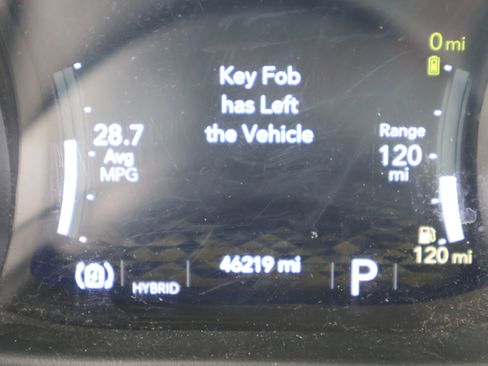 0 mi
Key Fob
has Left
the Vehicle
28.7
Avg
MPG
Range
120
mi
120 mi
46219 mi
HYBRID
P